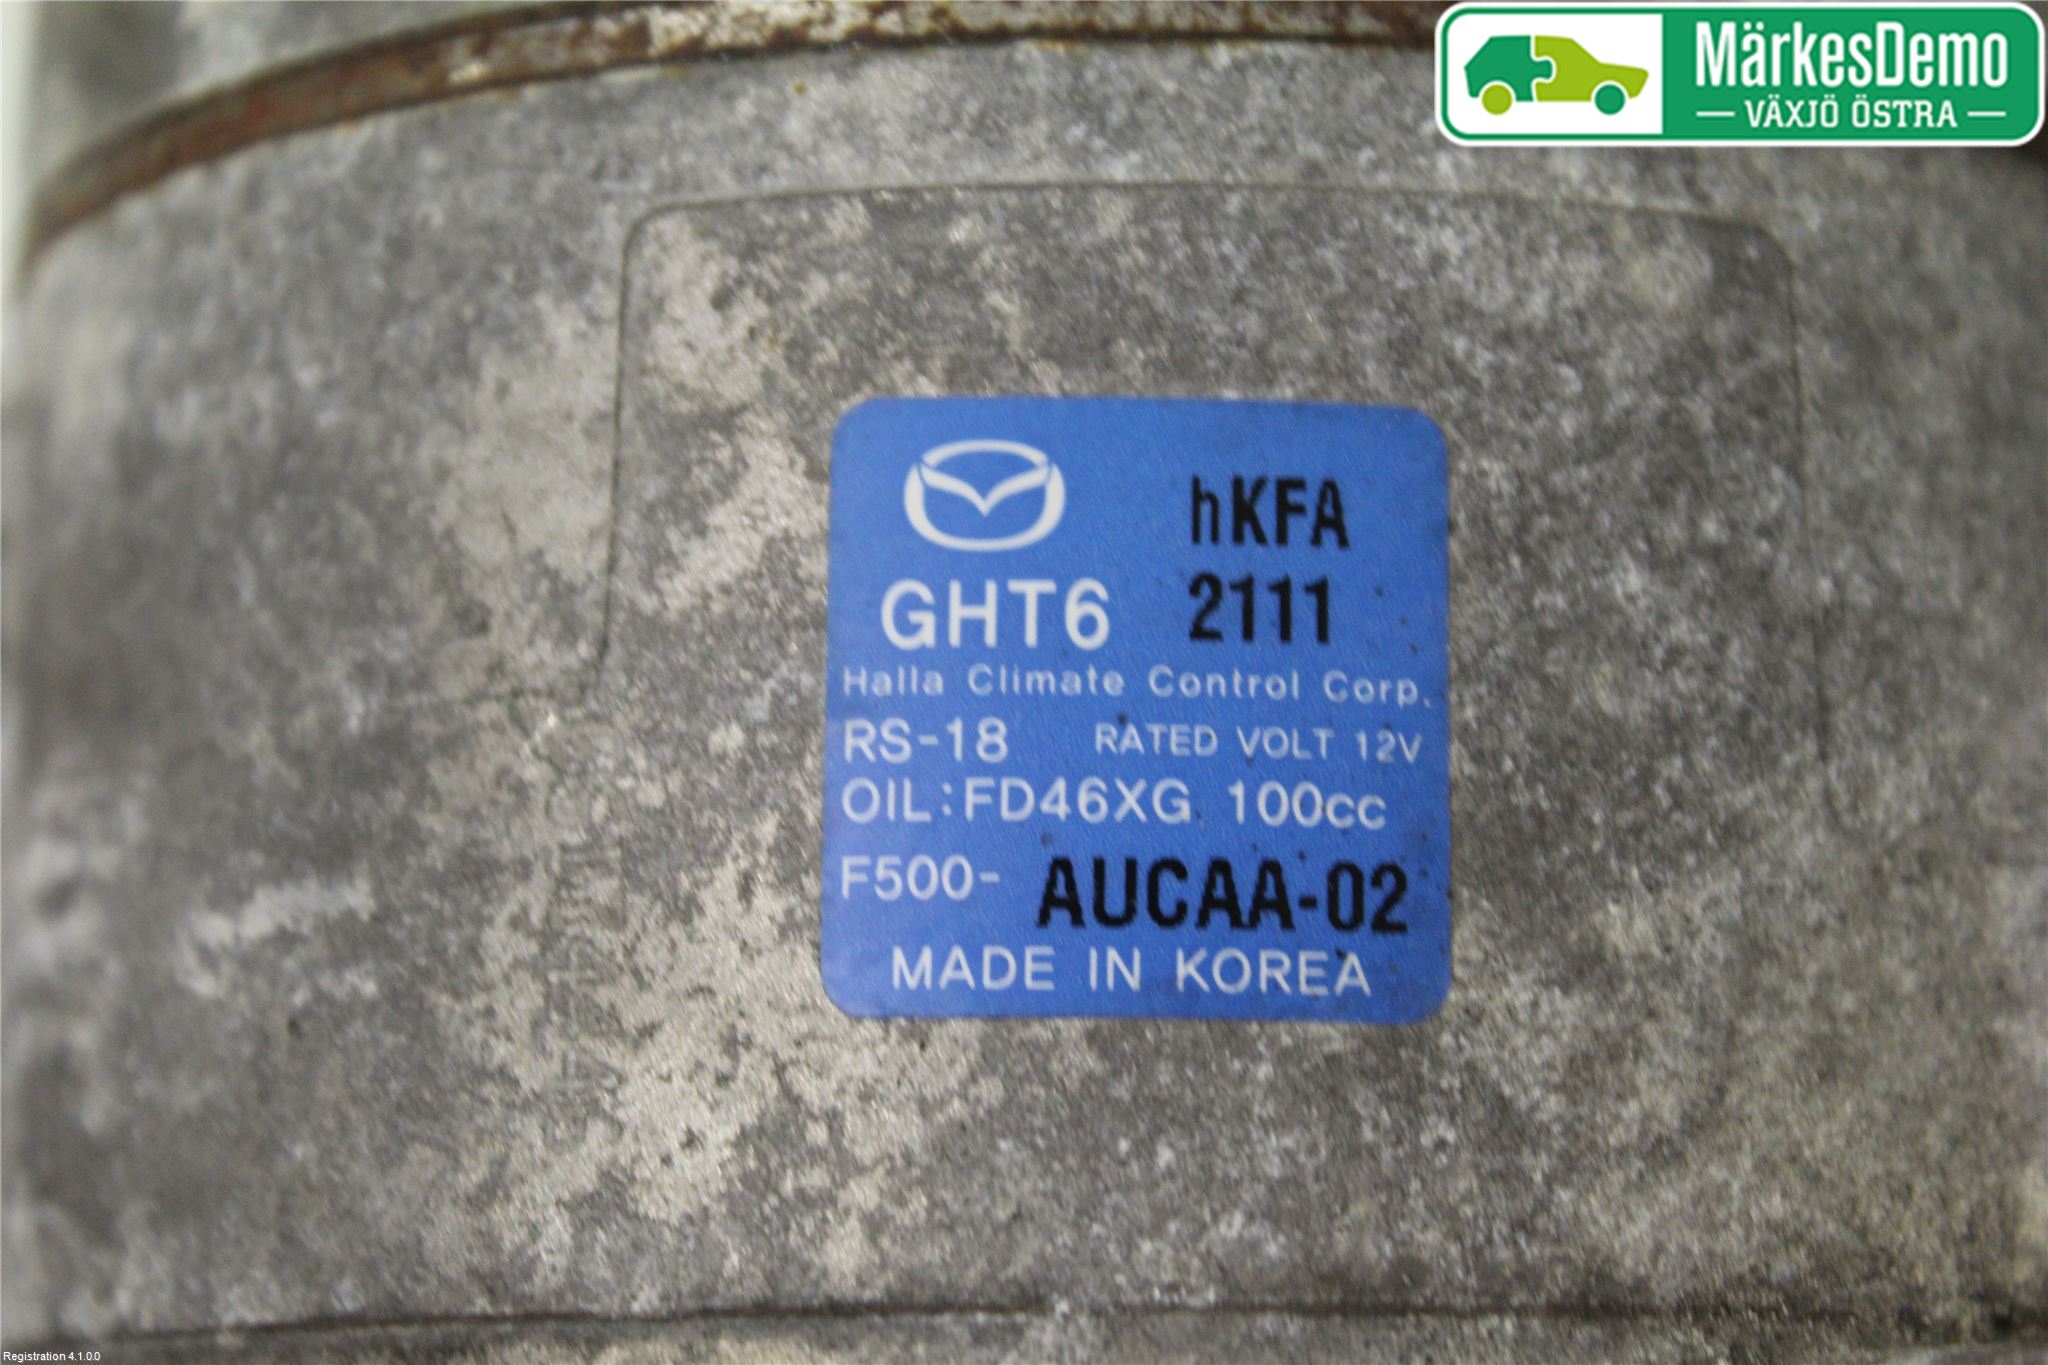 MärkesDemo
VÄXJÖ ÖSTRA
hKFA
GHT6 2111
Halla Climate Control Corp.
RS-18 RATED VOLT 12V
OIL:FD46XG 100cc
F500- AUCAA-02
MADE IN KOREA
Registration 4.1.0.0